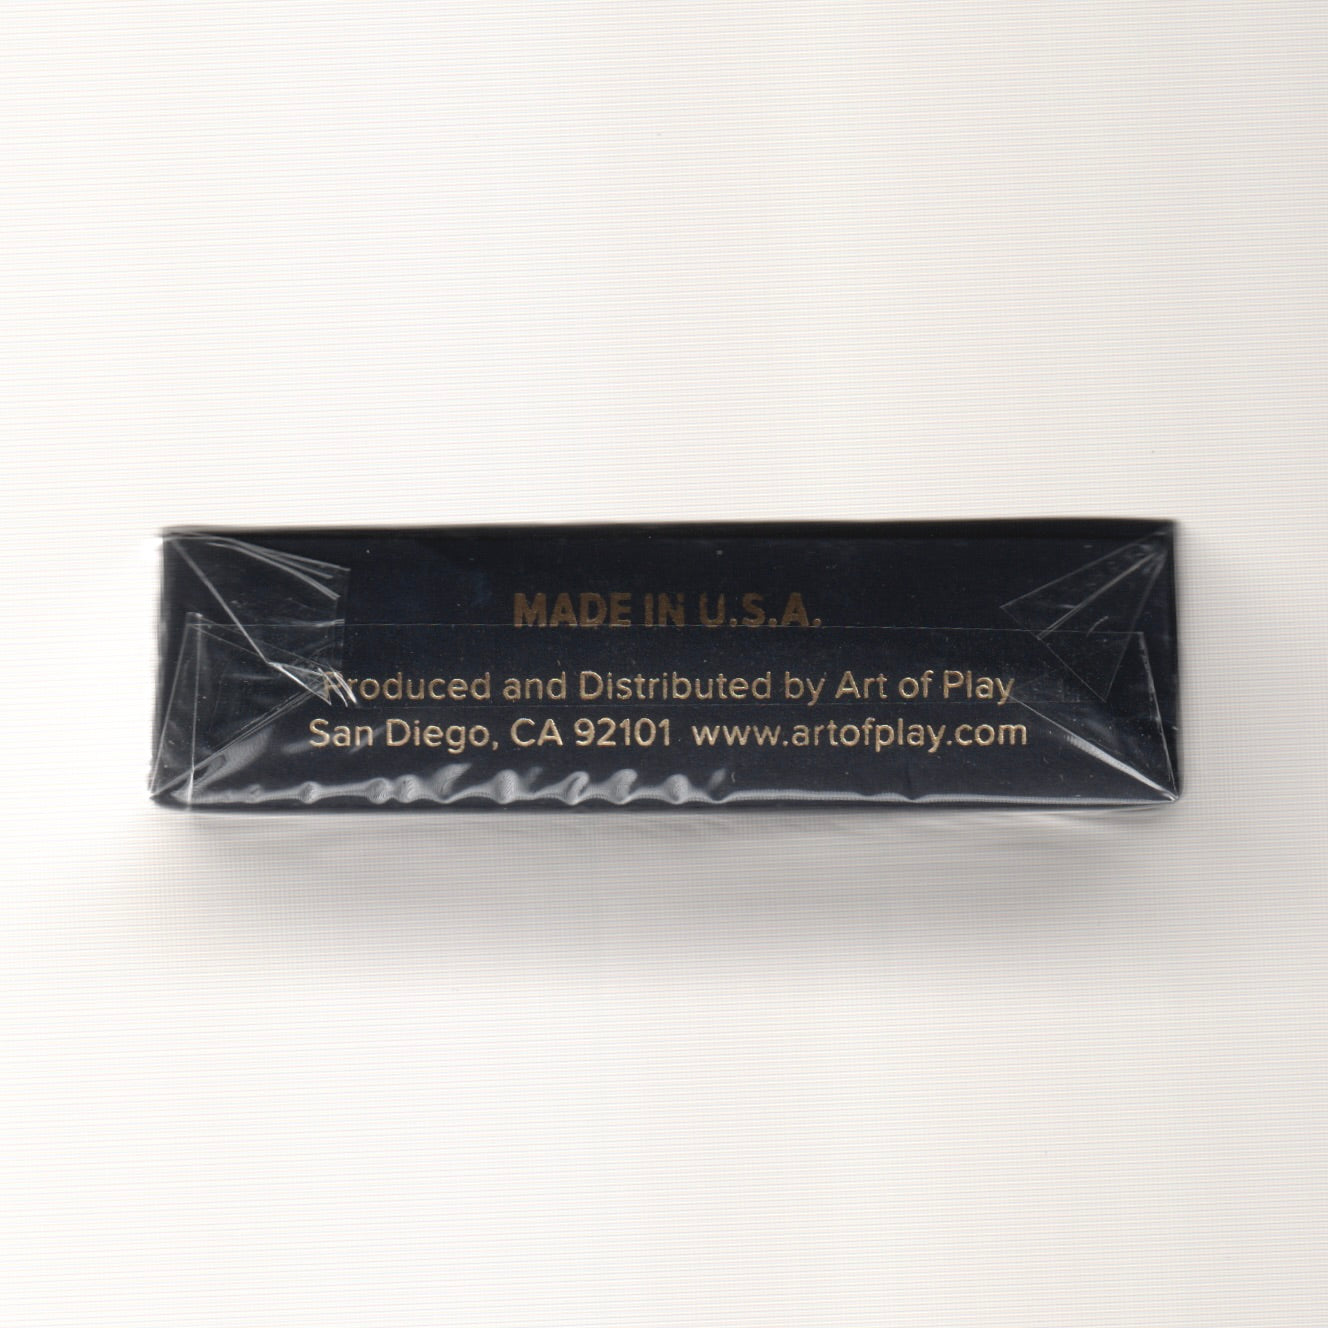 MADE IN U.S.A.
Produced and Distributed by Art of Play
San Diego, CA 92101 www.artofplay.com